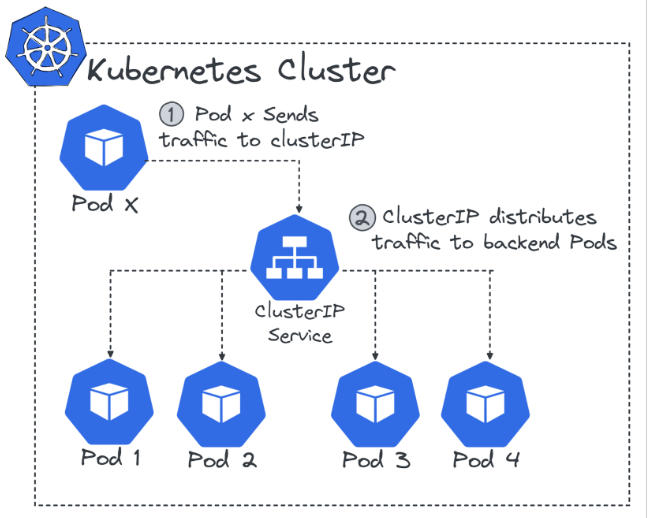 Kubernetes Cluster
1 Pod x Sends
traffic to clusterIP
Pod X
2 ClusterIP distributes
traffic to backend Pods
ClusterIP
Service
Pod 1
Pod 2
Pod 3
Pod 4